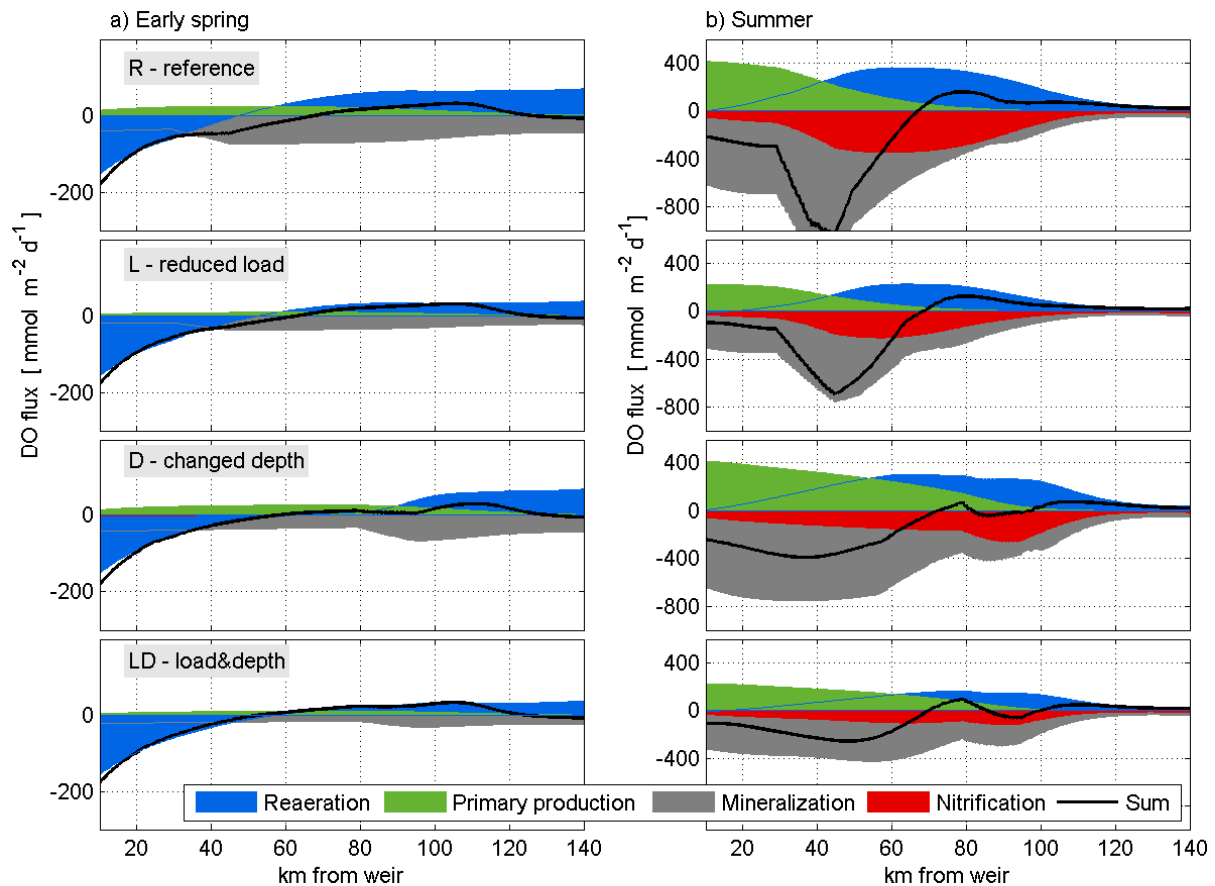 a) Early spring
b) Summer
R - reference
0
-200
400
0
-400
-800
L - reduced load
0
-200
400
0
-400
-800
D - changed depth
0
-200
400
0
-400
-800
LD - load&depth
0
-200
400
0
-400
DO flux [ mmol m⁻² d⁻¹ ]
DO flux [ mmol m⁻² d⁻¹ ]
Reaeration Primary production Mineralization Nitrification Sum
20 40 60 80 100 120 140
20 40 60 80 100 120 140
km from weir
km from weir